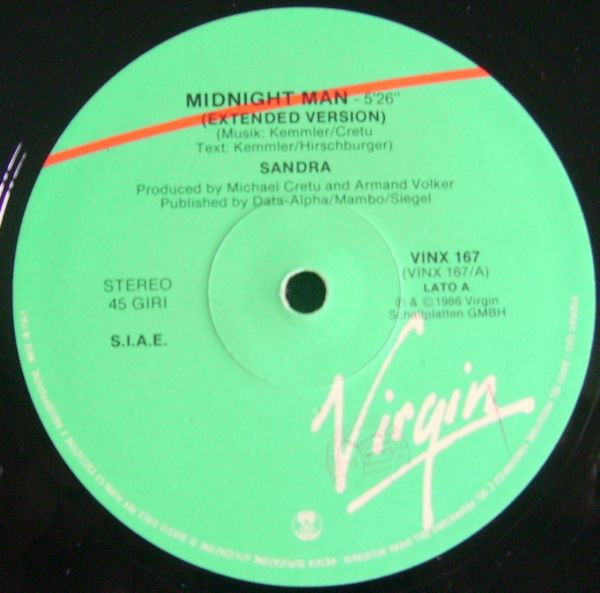 MIDNIGHT MAN - 5'26"
(EXTENDED VERSION)
(Musik: Kemmler/Cretu
Text: Kemmler/Hirschburger)
SANDRA
Produced by Michael Cretu and Armand Volker
Published by Data-Alpha/Mambo/Siegel
STEREO
45 GIRI
S.I.A.E.
VINX 167
(VINX 167/A)
LATO A
℗ & © 1986 Virgin
Schallplatten GMBH
Virgin